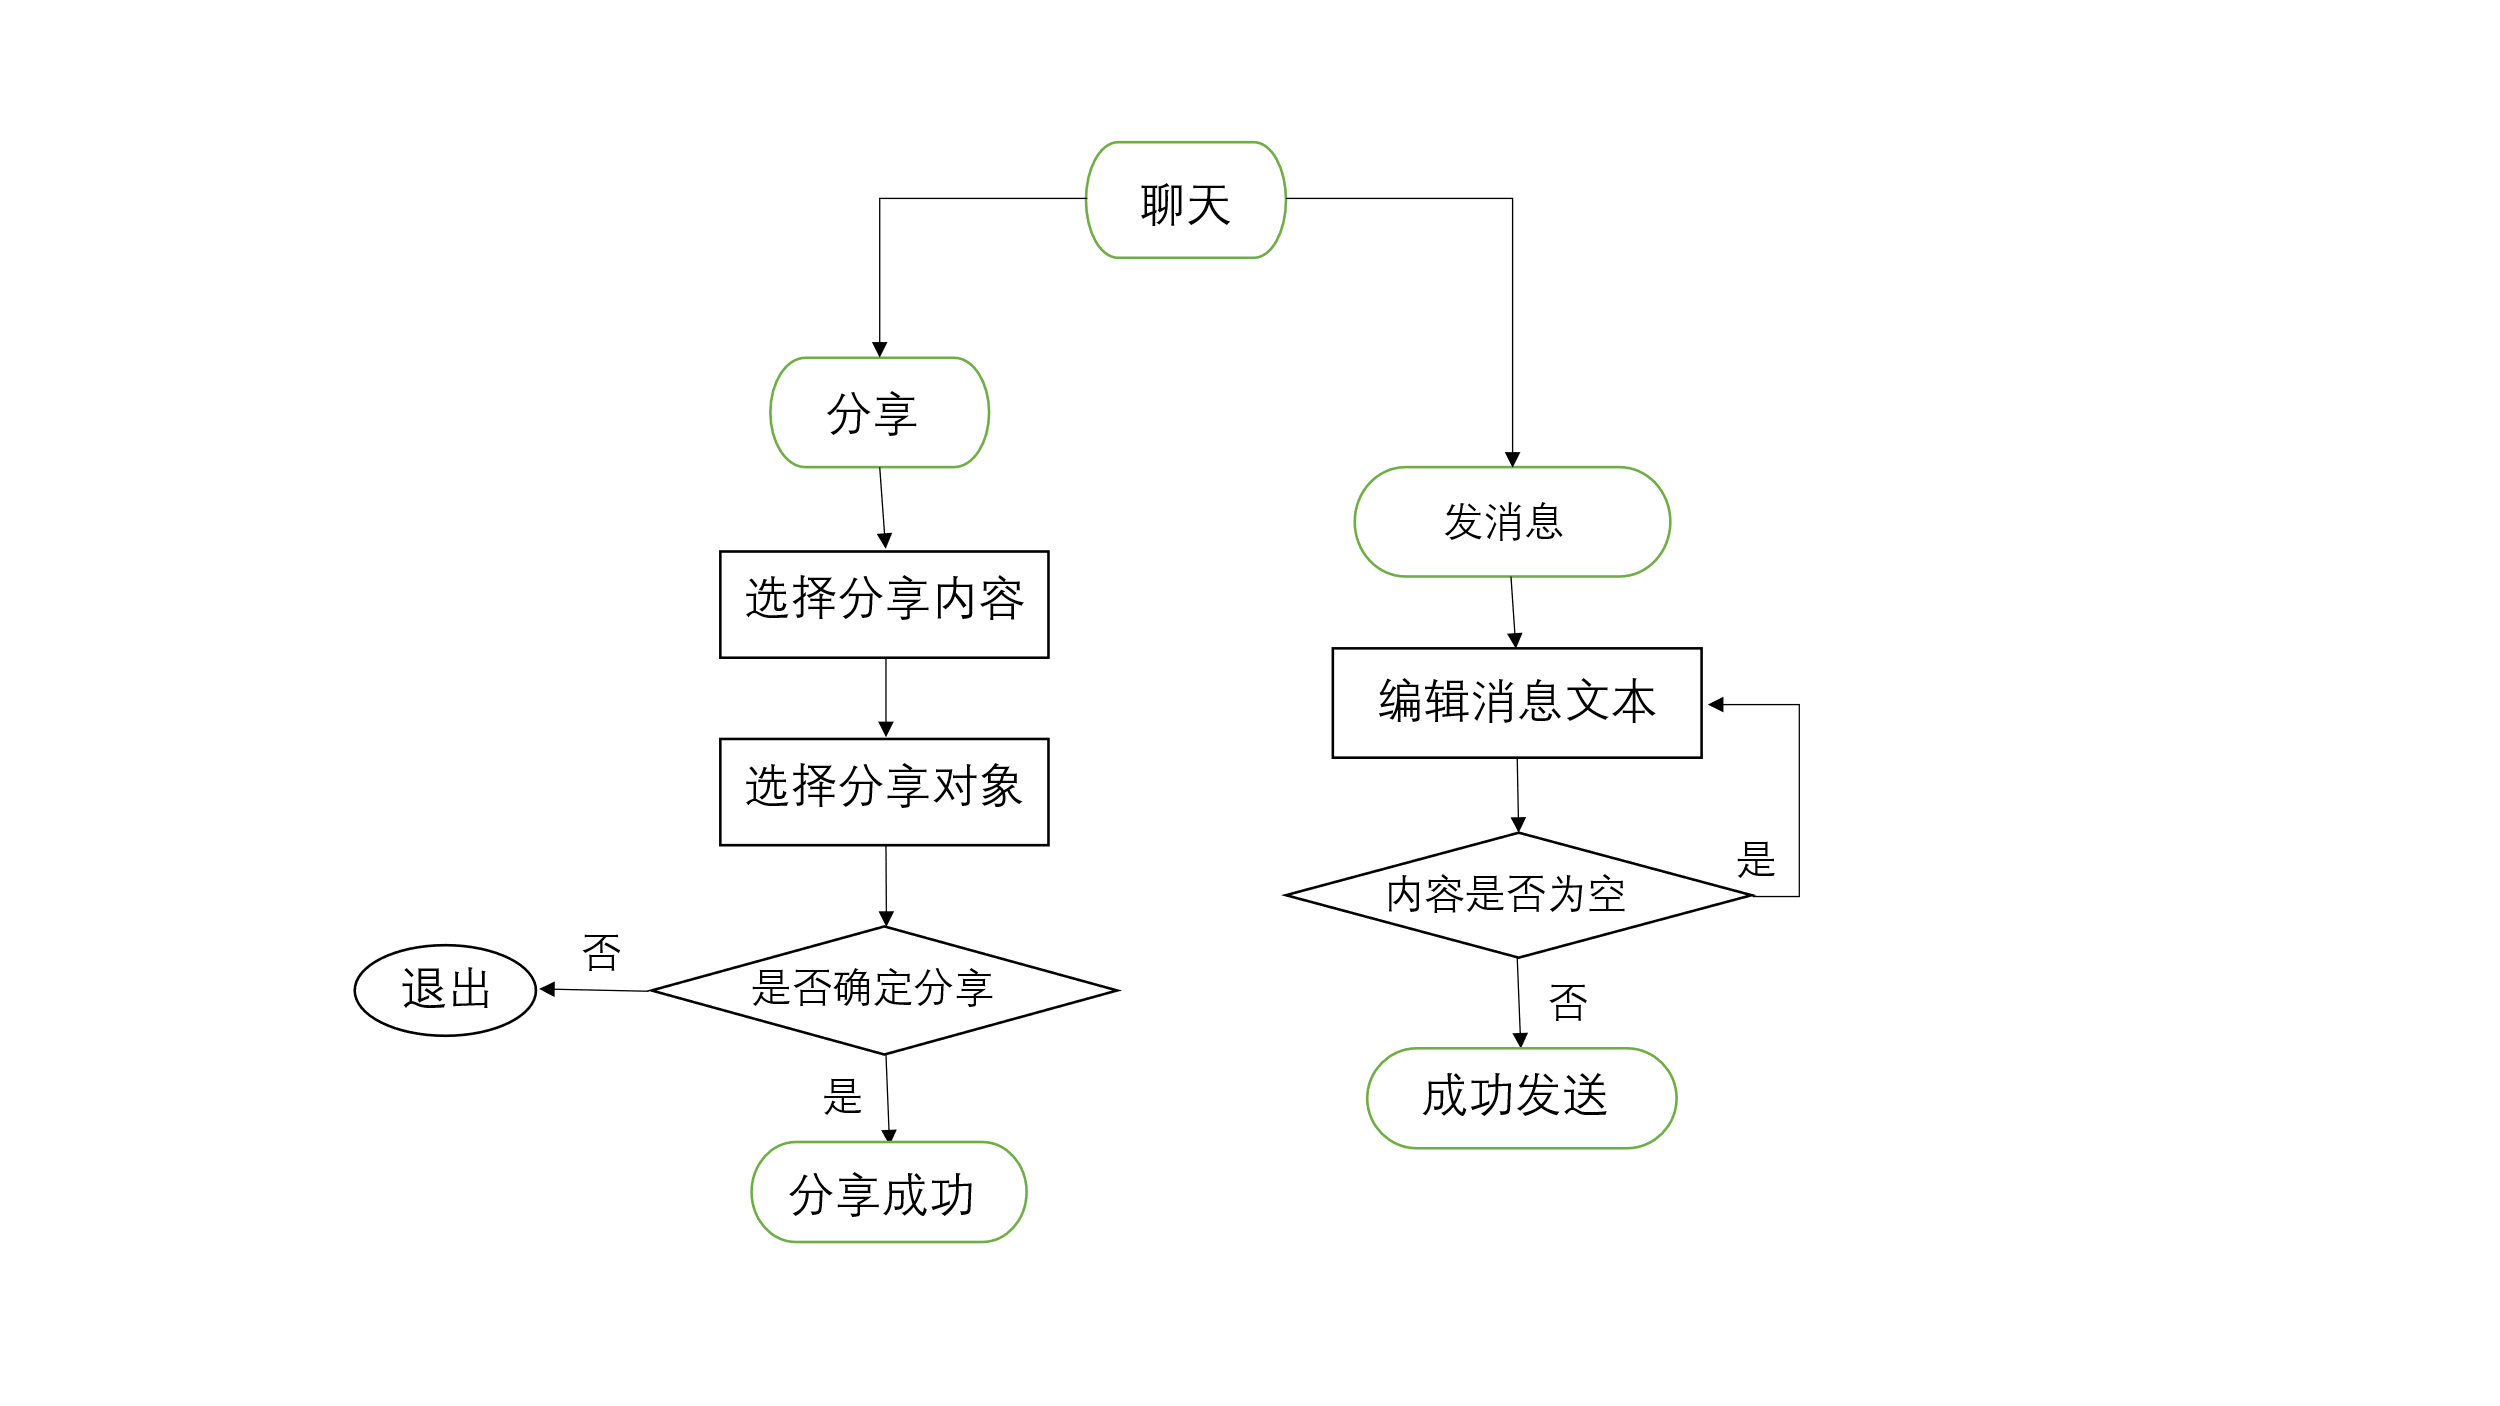 聊天
分享
发消息
选择分享内容
编辑消息文本
选择分享对象
是
内容是否为空
否
退出
是否确定分享
否
是
成功发送
分享成功